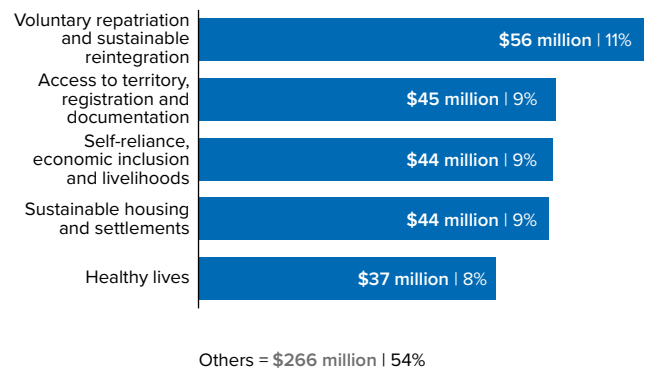 Voluntary repatriation
and sustainable
reintegration
$56 million | 11%
Access to territory,
registration and
documentation
$45 million | 9%
Self-reliance,
economic inclusion
and livelihoods
$44 million | 9%
Sustainable housing
and settlements
$44 million | 9%
Healthy lives
$37 million | 8%
Others = $266 million | 54%